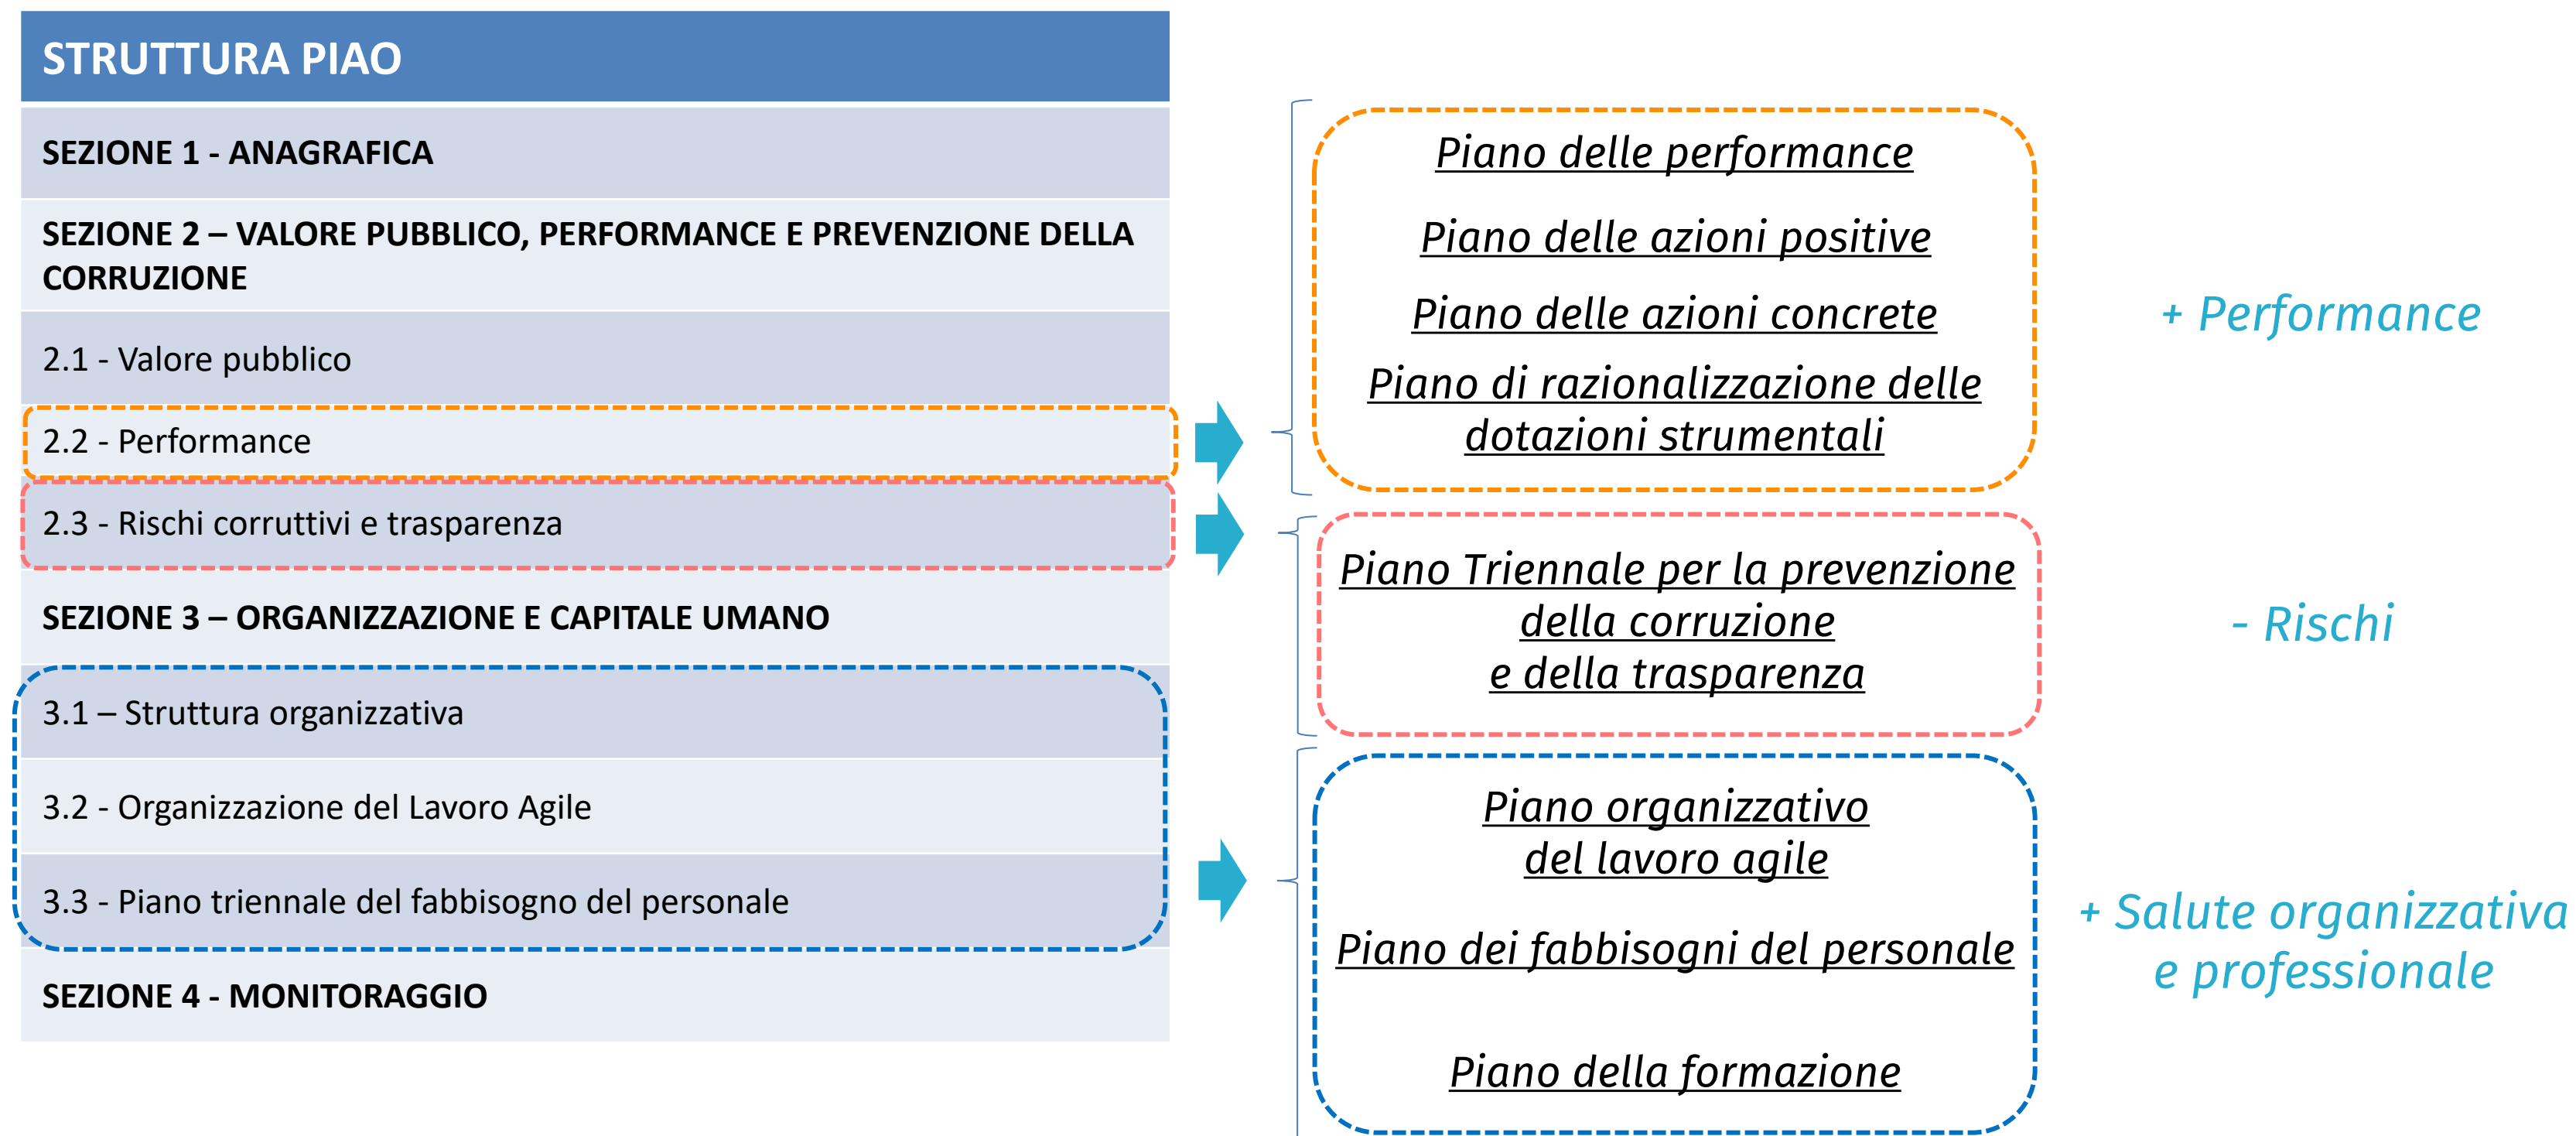 STRUTTURA PIAO
SEZIONE 1 - ANAGRAFICA
SEZIONE 2 – VALORE PUBBLICO, PERFORMANCE E PREVENZIONE DELLA
CORRUZIONE
2.1 - Valore pubblico
2.2 - Performance
2.3 - Rischi corruttivi e trasparenza
SEZIONE 3 – ORGANIZZAZIONE E CAPITALE UMANO
3.1 – Struttura organizzativa
3.2 - Organizzazione del Lavoro Agile
3.3 - Piano triennale del fabbisogno del personale
SEZIONE 4 - MONITORAGGIO
Piano delle performance
Piano delle azioni positive
Piano delle azioni concrete
Piano di razionalizzazione delle
dotazioni strumentali
+ Performance
Piano Triennale per la prevenzione
della corruzione
e della trasparenza
- Rischi
Piano organizzativo
del lavoro agile
Piano dei fabbisogni del personale
Piano della formazione
+ Salute organizzativa
e professionale